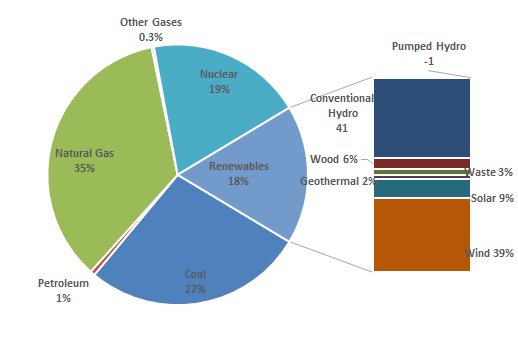 Other Gases
0.3%
Nuclear
19%
Pumped Hydro
-1
Conventional
Hydro
41
Natural Gas
35%
Renewables
18%
Wood 6%
Waste 3%
Geothermal 2%
Solar 9%
Wind 39%
Coal
27%
Petroleum
1%